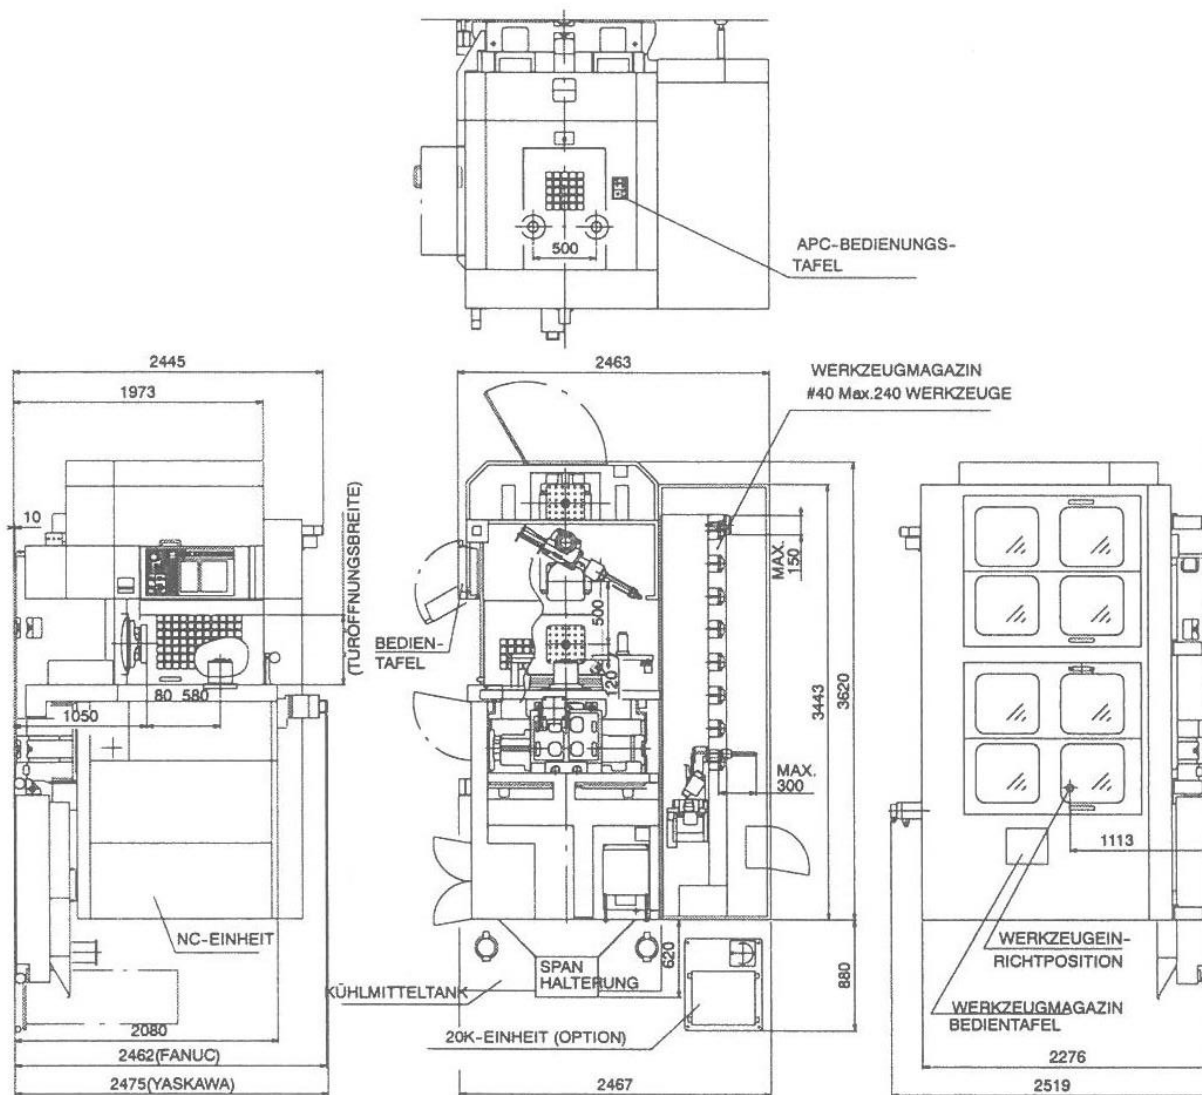 500
APC-BEDIENUNGS-
TAFEL
2445
1973
10
(TÜRÖFFNUNGSBREITE)
80 580
1050
NC-EINHEIT
2080
2462(FANUC)
2475(YASKAWA)
2463
WERKZEUGMAGAZIN
#40 Max.240 WERKZEUGE
MAX.
150
BEDIEN-
TAFEL
500
120
3443
3620
MAX.
300
SPAN
HALTERUNG
620
KÜHLMITTELTANK
880
20K-EINHEIT (OPTION)
2467
1113
WERKZEUGEIN-
RICHTPOSITION
WERKZEUGMAGAZIN
BEDIENTAFEL
2276
2519